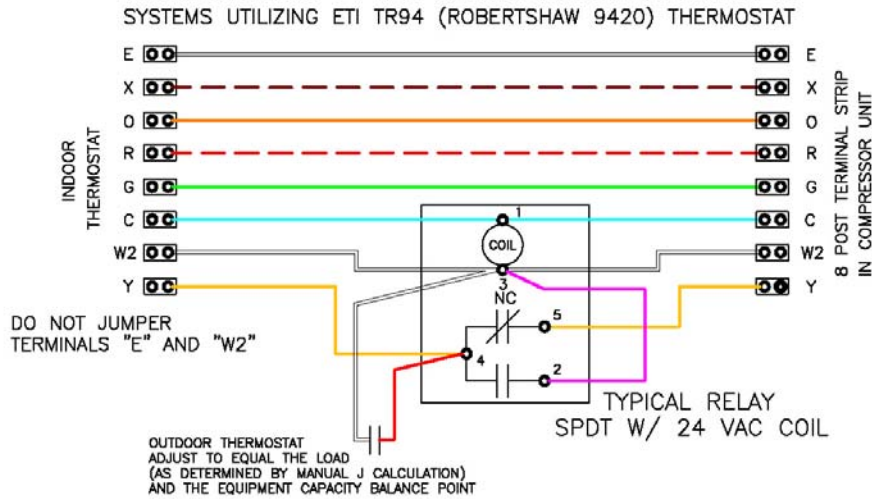 SYSTEMS UTILIZING ETI TR94 (ROBERTSHAW 9420) THERMOSTAT
E
E
X
X
O
O
R
R
G
G
C
C
W2
W2
Y
Y
INDOOR
THERMOSTAT
8 POST TERMINAL STRIP
IN COMPRESSOR UNIT
1
COIL
3
NC
5
4
2
DO NOT JUMPER
TERMINALS "E" AND "W2"
TYPICAL RELAY
SPDT W/ 24 VAC COIL
OUTDOOR THERMOSTAT
ADJUST TO EQUAL THE LOAD
(AS DETERMINED BY MANUAL J CALCULATION)
AND THE EQUIPMENT CAPACITY BALANCE POINT